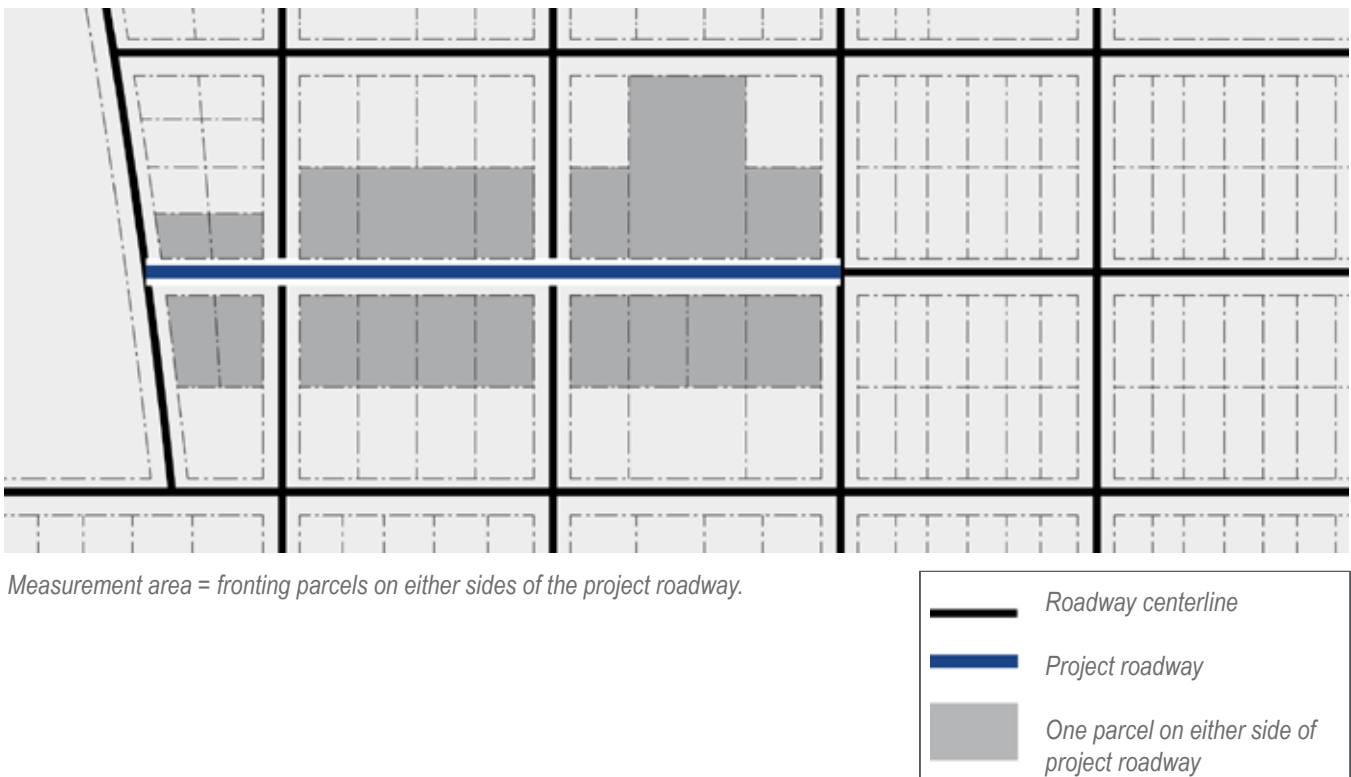 Measurement area = fronting parcels on either sides of the project roadway.
Roadway centerline
Project roadway
One parcel on either side of
project roadway